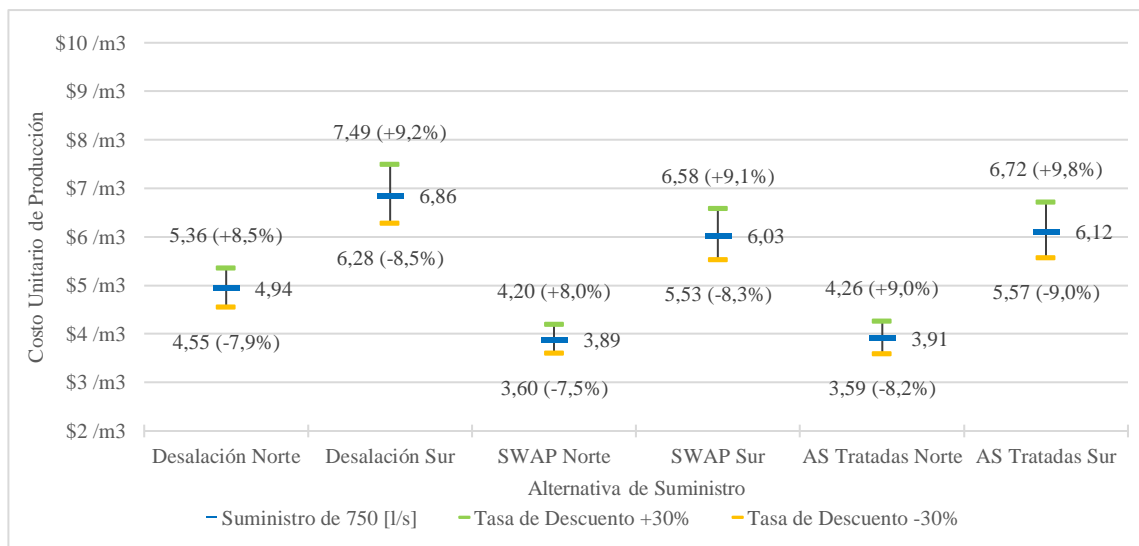 Costo Unitario de Producción
$10 /m3
$9 /m3
$8 /m3
$7 /m3
$6 /m3
$5 /m3
$4 /m3
$3 /m3
$2 /m3
5,36 (+8,5%)
4,94
4,55 (-7,9%)
7,49 (+9,2%)
6,86
6,28 (-8,5%)
4,20 (+8,0%)
3,89
3,60 (-7,5%)
6,58 (+9,1%)
6,03
5,53 (-8,3%)
4,26 (+9,0%)
3,91
3,59 (-8,2%)
6,72 (+9,8%)
6,12
5,57 (-9,0%)
Desalación Norte
Desalación Sur
SWAP Norte
SWAP Sur
AS Tratadas Norte
AS Tratadas Sur
Alternativa de Suministro
Suministro de 750 [l/s]
Tasa de Descuento +30%
Tasa de Descuento -30%